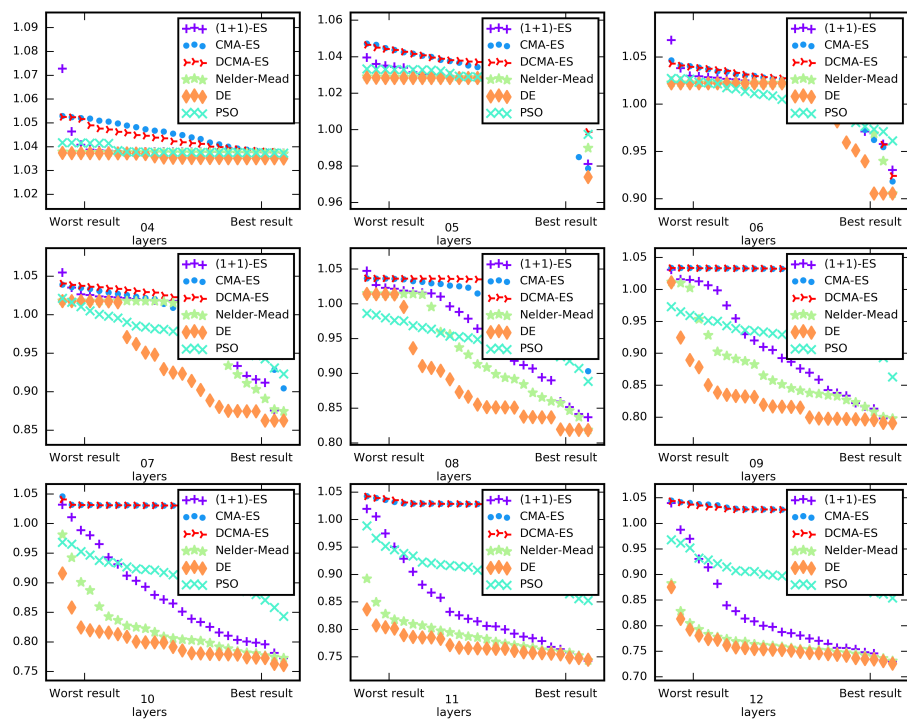 1.09
1.08
1.07
1.06
1.05
1.04
1.03
1.02
(1+1)-ES
CMA-ES
DCMA-ES
Nelder-Mead
DE
PSO
Worst result
Best result
04
layers
1.06
1.04
1.02
1.00
0.98
0.96
(1+1)-ES
CMA-ES
DCMA-ES
Nelder-Mead
DE
PSO
Worst result
Best result
05
layers
1.05
1.00
0.95
0.90
(1+1)-ES
CMA-ES
DCMA-ES
Nelder-Mead
DE
PSO
Worst result
Best result
06
layers
1.05
1.00
0.95
0.90
0.85
(1+1)-ES
CMA-ES
DCMA-ES
Nelder-Mead
DE
PSO
Worst result
Best result
07
layers
1.05
1.00
0.95
0.90
0.85
0.80
(1+1)-ES
CMA-ES
DCMA-ES
Nelder-Mead
DE
PSO
Worst result
Best result
08
layers
1.05
1.00
0.95
0.90
0.85
0.80
(1+1)-ES
CMA-ES
DCMA-ES
Nelder-Mead
DE
PSO
Worst result
Best result
09
layers
1.05
1.00
0.95
0.90
0.85
0.80
0.75
(1+1)-ES
CMA-ES
DCMA-ES
Nelder-Mead
DE
PSO
Worst result
Best result
10
layers
1.05
1.00
0.95
0.90
0.85
0.80
0.75
(1+1)-ES
CMA-ES
DCMA-ES
Nelder-Mead
DE
PSO
Worst result
Best result
11
layers
1.05
1.00
0.95
0.90
0.85
0.80
0.75
0.70
(1+1)-ES
CMA-ES
DCMA-ES
Nelder-Mead
DE
PSO
Worst result
Best result
12
layers